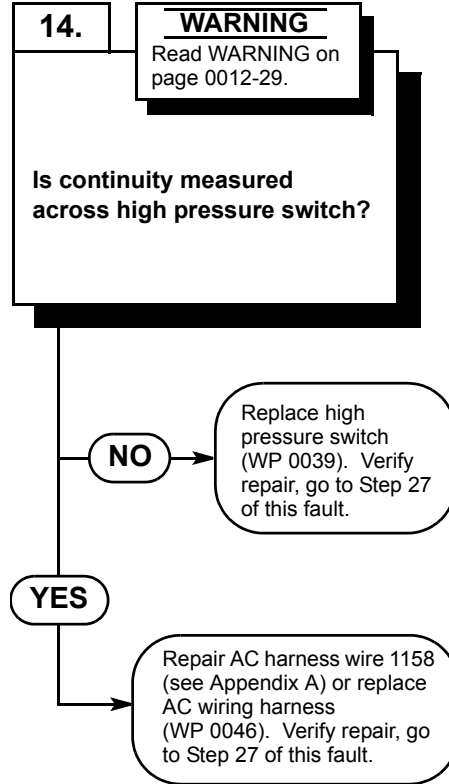 14.
WARNING
Read WARNING on
page 0012-29.
Is continuity measured
across high pressure switch?
NO
Replace high
pressure switch
(WP 0039).  Verify
repair, go to Step 27
of this fault.
YES
Repair AC harness wire 1158
(see Appendix A) or replace
AC wiring harness
(WP 0046).  Verify repair, go
to Step 27 of this fault.